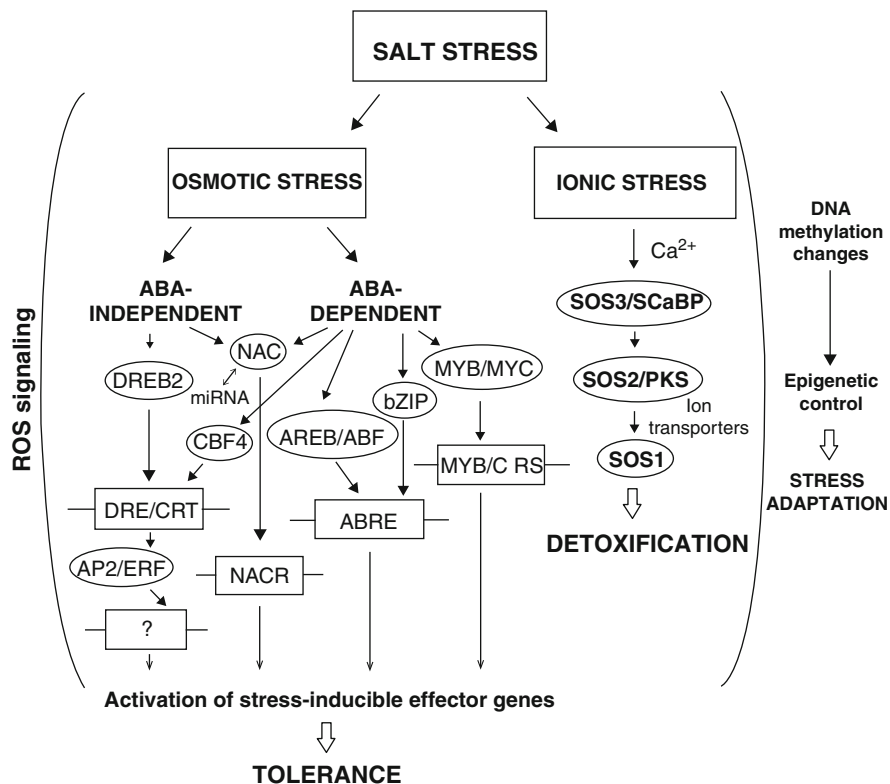 SALT STRESS
OSMOTIC STRESS
IONIC STRESS
ROS signaling
ABA-
INDEPENDENT
ABA-
DEPENDENT
Ca²⁺
DNA
methylation
changes
SOS3/SCaBP
NAC
DREB2
miRNA
MYB/MYC
bZIP
SOS2/PKS
Ion
transporters
Epigenetic
control
CBF4
AREB/ABF
MYB/C RS
SOS1
STRESS
ADAPTATION
DRE/CRT
ABRE
DETOXIFICATION
AP2/ERF
NACR
?
Activation of stress-inducible effector genes
TOLERANCE